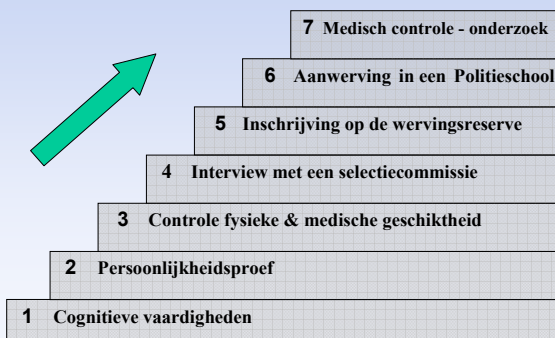 7 Medisch controle - onderzoek
6 Aanwerving in een Politieschool
5 Inschrijving op de wervingsreserve
4 Interview met een selectiecommissie
3 Controle fysieke & medische geschiktheid
2 Persoonlijkheidsproef
1 Cognitieve vaardigheden